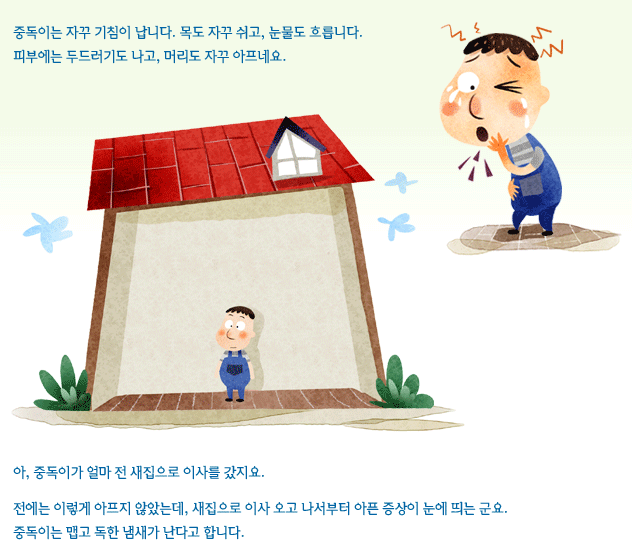 중독이는 자꾸 기침이 납니다. 목도 자꾸 쉬고, 눈물도 흐릅니다.
피부에는 두드러기도 나고, 머리도 자꾸 아프네요.
아, 중독이가 얼마 전 새집으로 이사를 갔지요.
전에는 이렇게 아프지 않았는데, 새집으로 이사 오고 나서부터 아픈 증상이 눈에 띄는 군요.
중독이는 맵고 독한 냄새가 난다고 합니다.